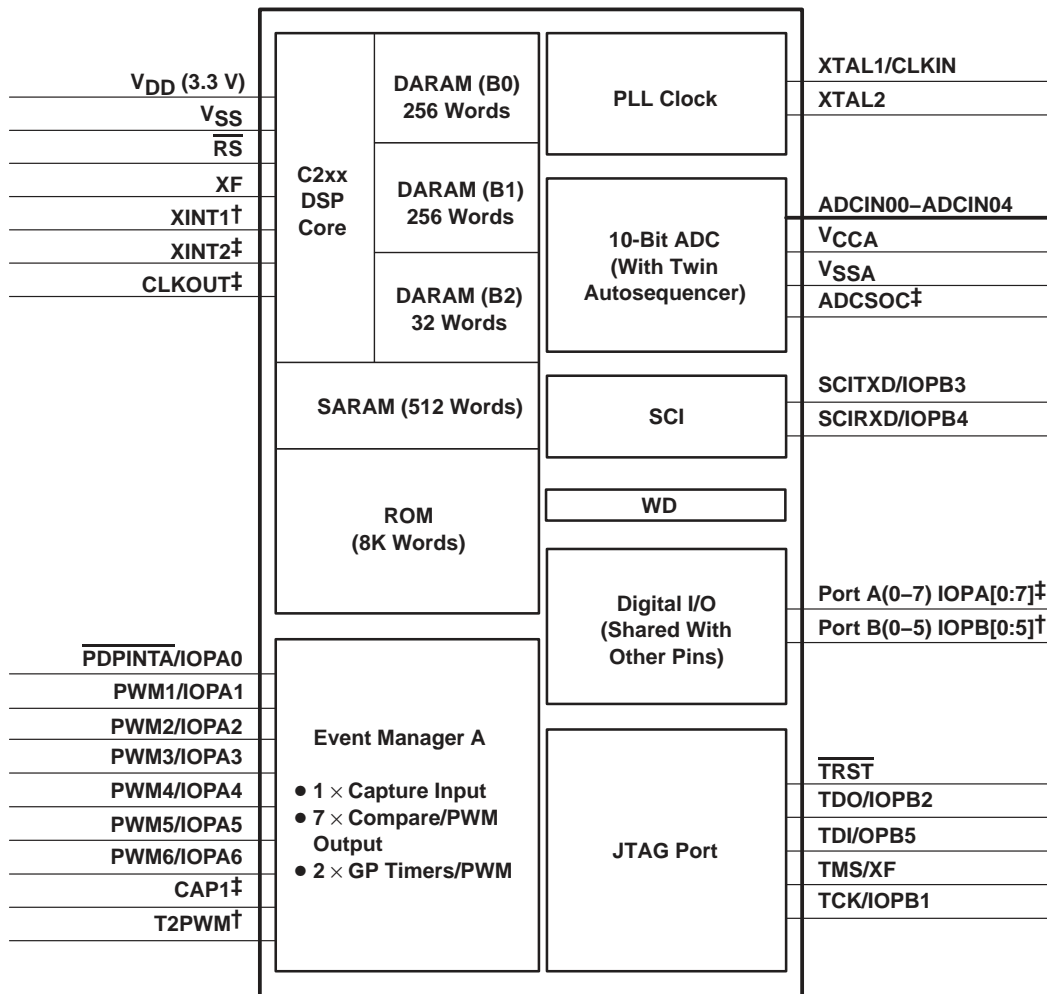 VDD (3.3 V)
VSS
RS
XF
XINT1†
XINT2‡
CLKOUT‡
C2xx
DSP
Core
DARAM (B0)
256 Words
DARAM (B1)
256 Words
DARAM (B2)
32 Words
SARAM (512 Words)
ROM
(8K Words)
PLL Clock
XTAL1/CLKIN
XTAL2
10-Bit ADC
(With Twin
Autosequencer)
ADCIN00–ADCIN04
VCCA
VSSA
ADCSOC‡
SCI
SCITXD/IOPB3
SCIRXD/IOPB4
WD
Digital I/O
(Shared With
Other Pins)
Port A(0–7) IOPA[0:7]‡
Port B(0–5) IOPB[0:5]†
PDPINTA/IOPA0
PWM1/IOPA1
PWM2/IOPA2
PWM3/IOPA3
PWM4/IOPA4
PWM5/IOPA5
PWM6/IOPA6
CAP1‡
T2PWM†
Event Manager A
● 1 × Capture Input
● 7 × Compare/PWM
Output
● 2 × GP Timers/PWM
JTAG Port
TRST
TDO/IOPB2
TDI/OPB5
TMS/XF
TCK/IOPB1